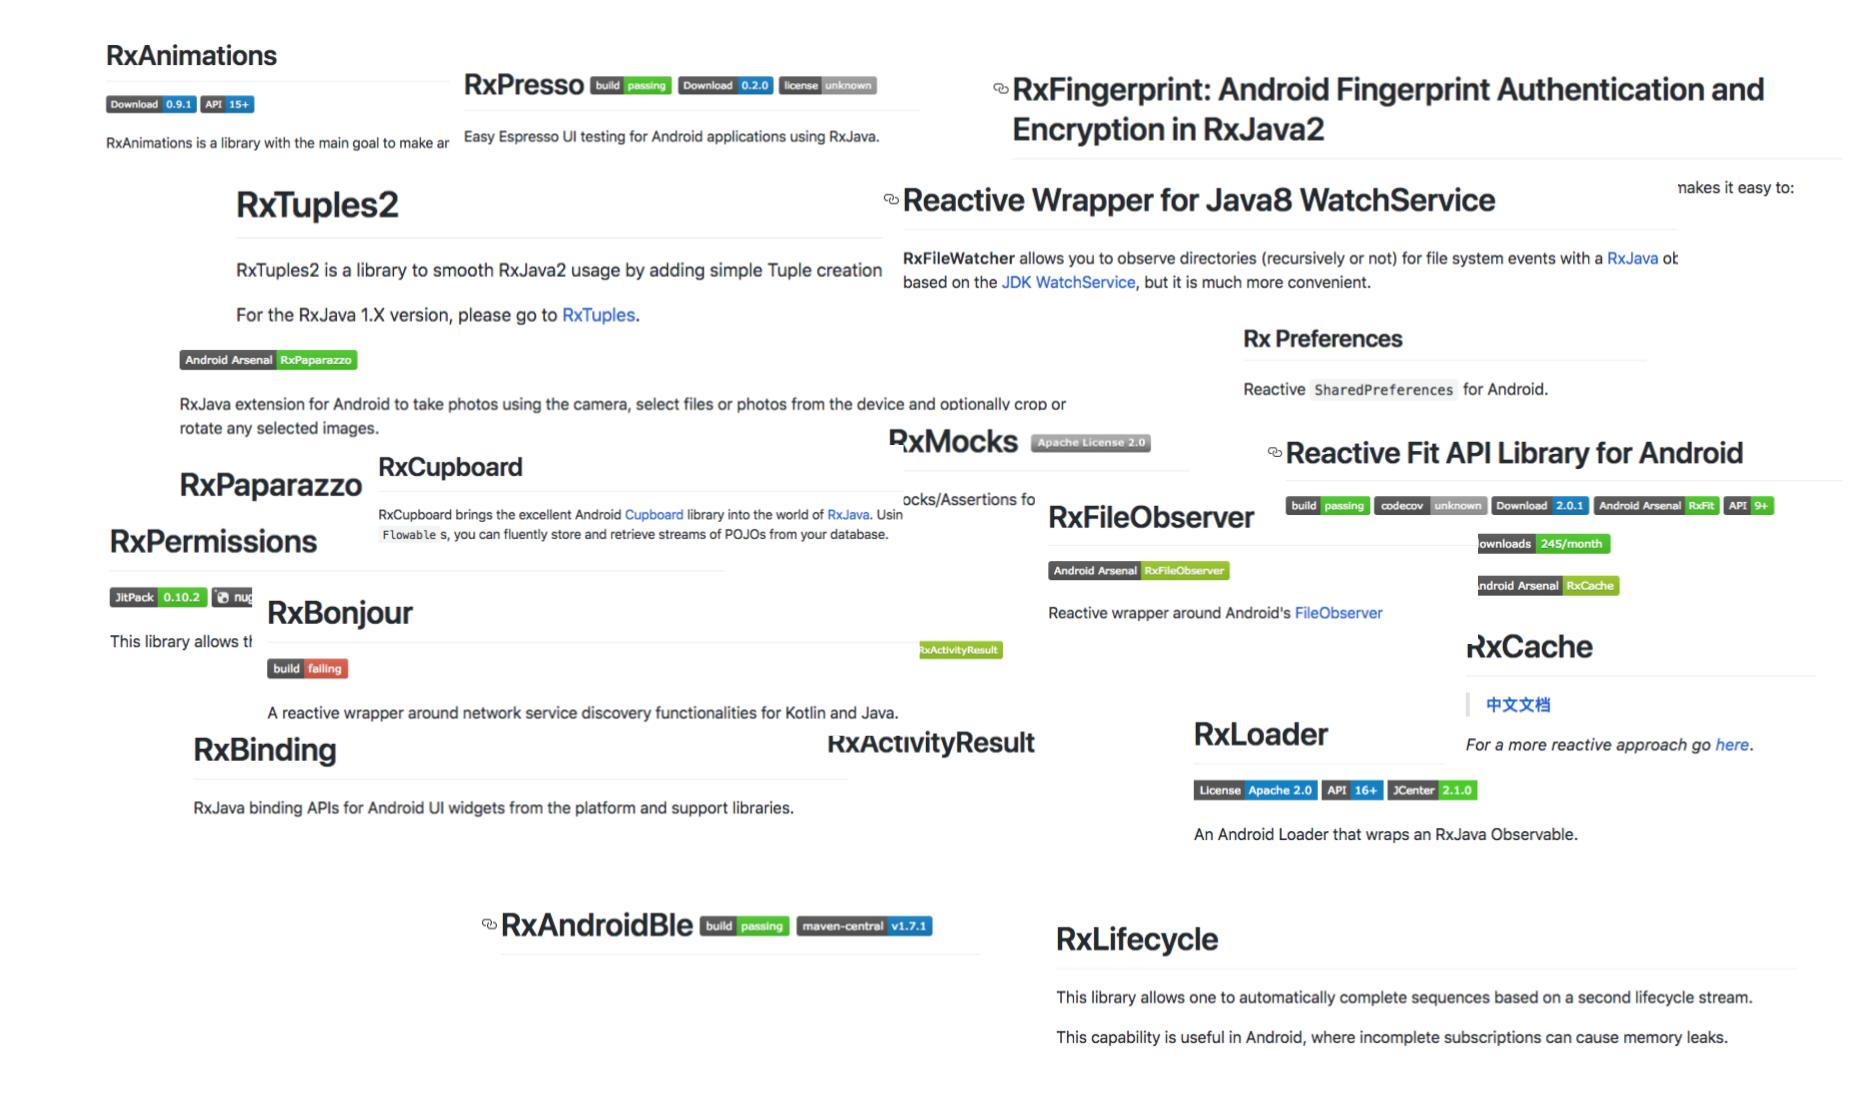 RxAnimations
Download 0.9.1 API 15+
RxAnimations is a library with the main goal to make ar
RxPresso build passing Download 0.2.0 license unknown
Easy Espresso UI testing for Android applications using RxJava.
RxFingerprint: Android Fingerprint Authentication and
Encryption in RxJava2
makes it easy to:
RxTuples2
RxTuples2 is a library to smooth RxJava2 usage by adding simple Tuple creation
For the RxJava 1.X version, please go to RxTuples.
Reactive Wrapper for Java8 WatchService
RxFileWatcher allows you to observe directories (recursively or not) for file system events with a RxJava ob
based on the JDK WatchService, but it is much more convenient.
Rx Preferences
Reactive SharedPreferences for Android.
Android Arsenal RxPaparazzo
RxJava extension for Android to take photos using the camera, select files or photos from the device and optionally crop or
rotate any selected images.
RxPaparazzo
RxCupboard
RxCupboard brings the excellent Android Cupboard library into the world of RxJava. Usin
Flowable s, you can fluently store and retrieve streams of POJOs from your database.
RxMocks Apache License 2.0
ocks/Assertions fo
Reactive Fit API Library for Android
build passing codecov unknown Download 2.0.1 Android Arsenal RxFit API 9+
RxFileObserver
Android Arsenal RxFileObserver
Reactive wrapper around Android's FileObserver
ownloads 245/month
Android Arsenal RxCache
RxCache
中文文档
For a more reactive approach go here.
RxPermissions
JitPack 0.10.2 nug
This library allows th
RxBonjour
build failing
A reactive wrapper around network service discovery functionalities for Kotlin and Java.
RxActivityResult
RxActivityResult
RxBinding
RxJava binding APIs for Android UI widgets from the platform and support libraries.
RxLoader
License Apache 2.0 API 16+ JCenter 2.1.0
An Android Loader that wraps an RxJava Observable.
RxAndroidBle build passing maven-central v1.7.1
RxLifecycle
This library allows one to automatically complete sequences based on a second lifecycle stream.
This capability is useful in Android, where incomplete subscriptions can cause memory leaks.